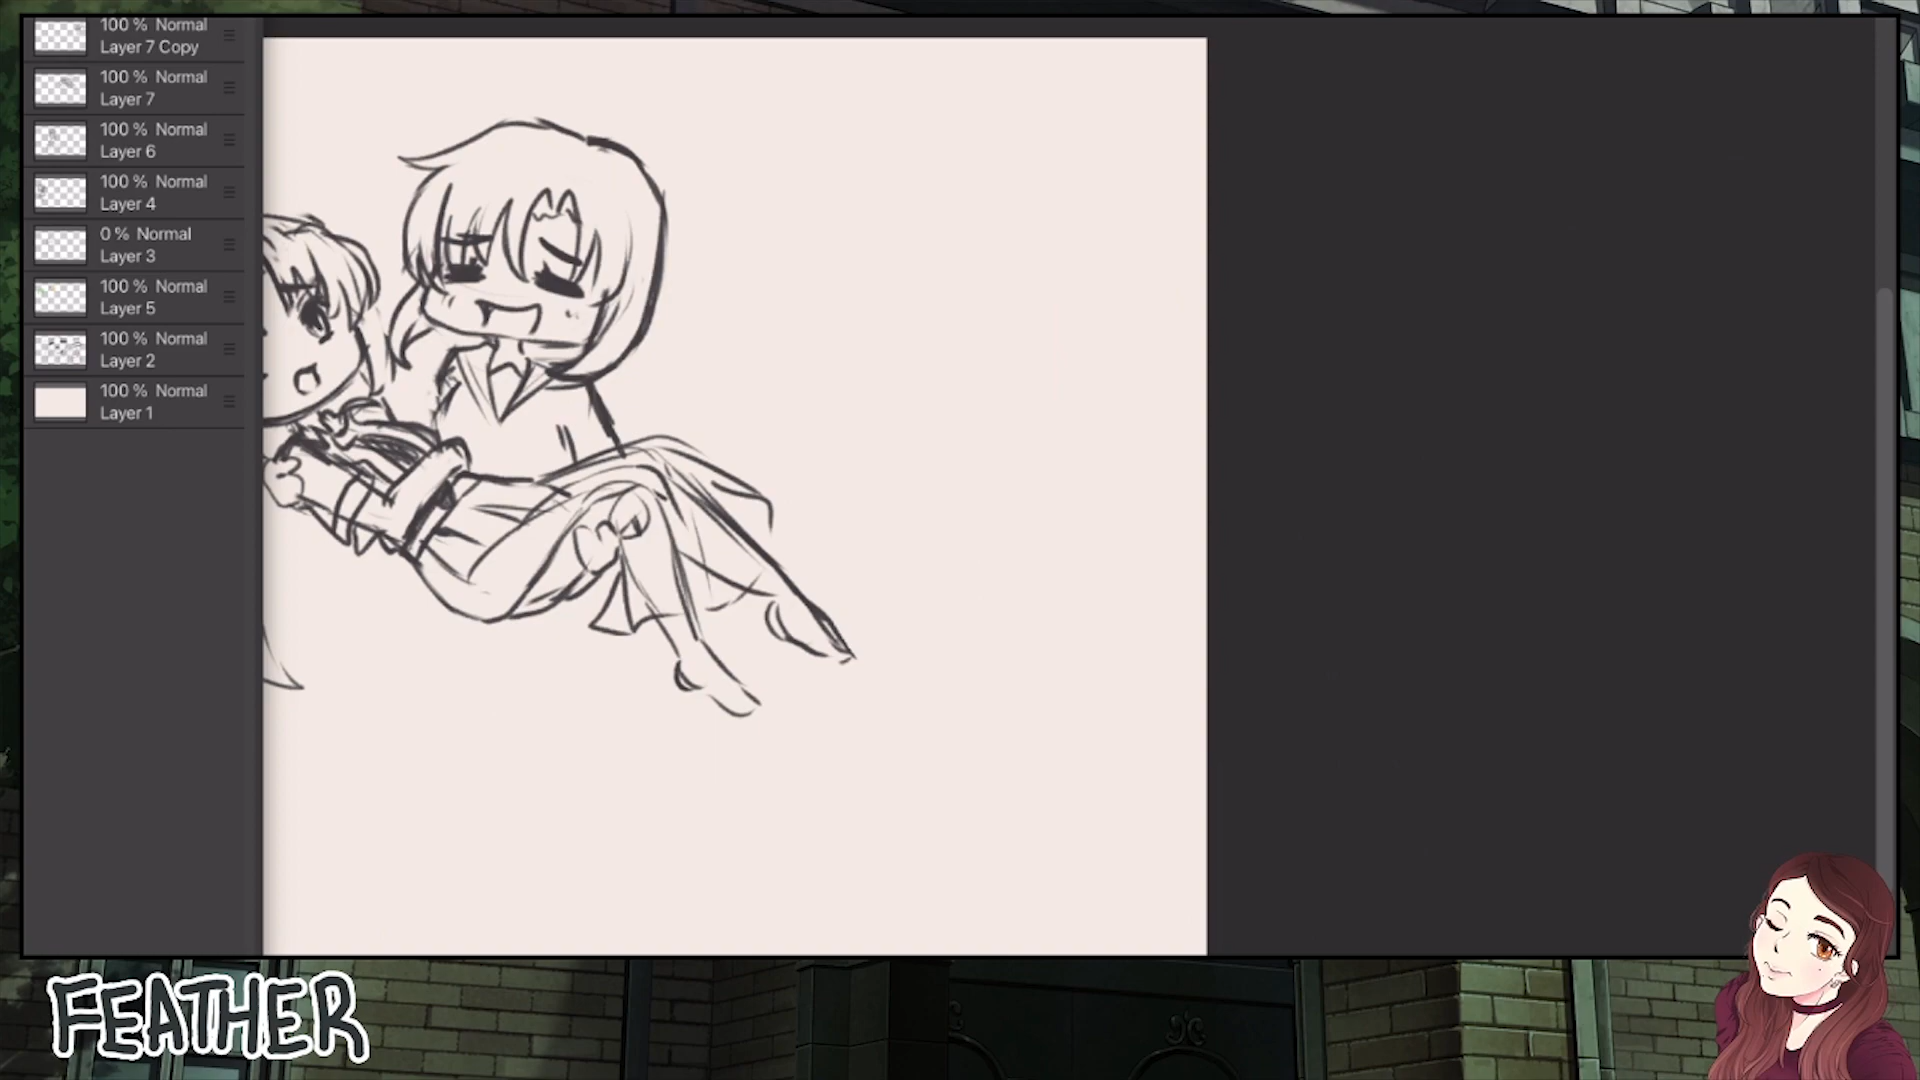 100 % Normal
Layer 7 Copy
100 % Normal
Layer 7
100 % Normal
Layer 6
100 % Normal
Layer 4
0 % Normal
Layer 3
100 % Normal
Layer 5
100 % Normal
Layer 2
100 % Normal
Layer 1
FEATHER